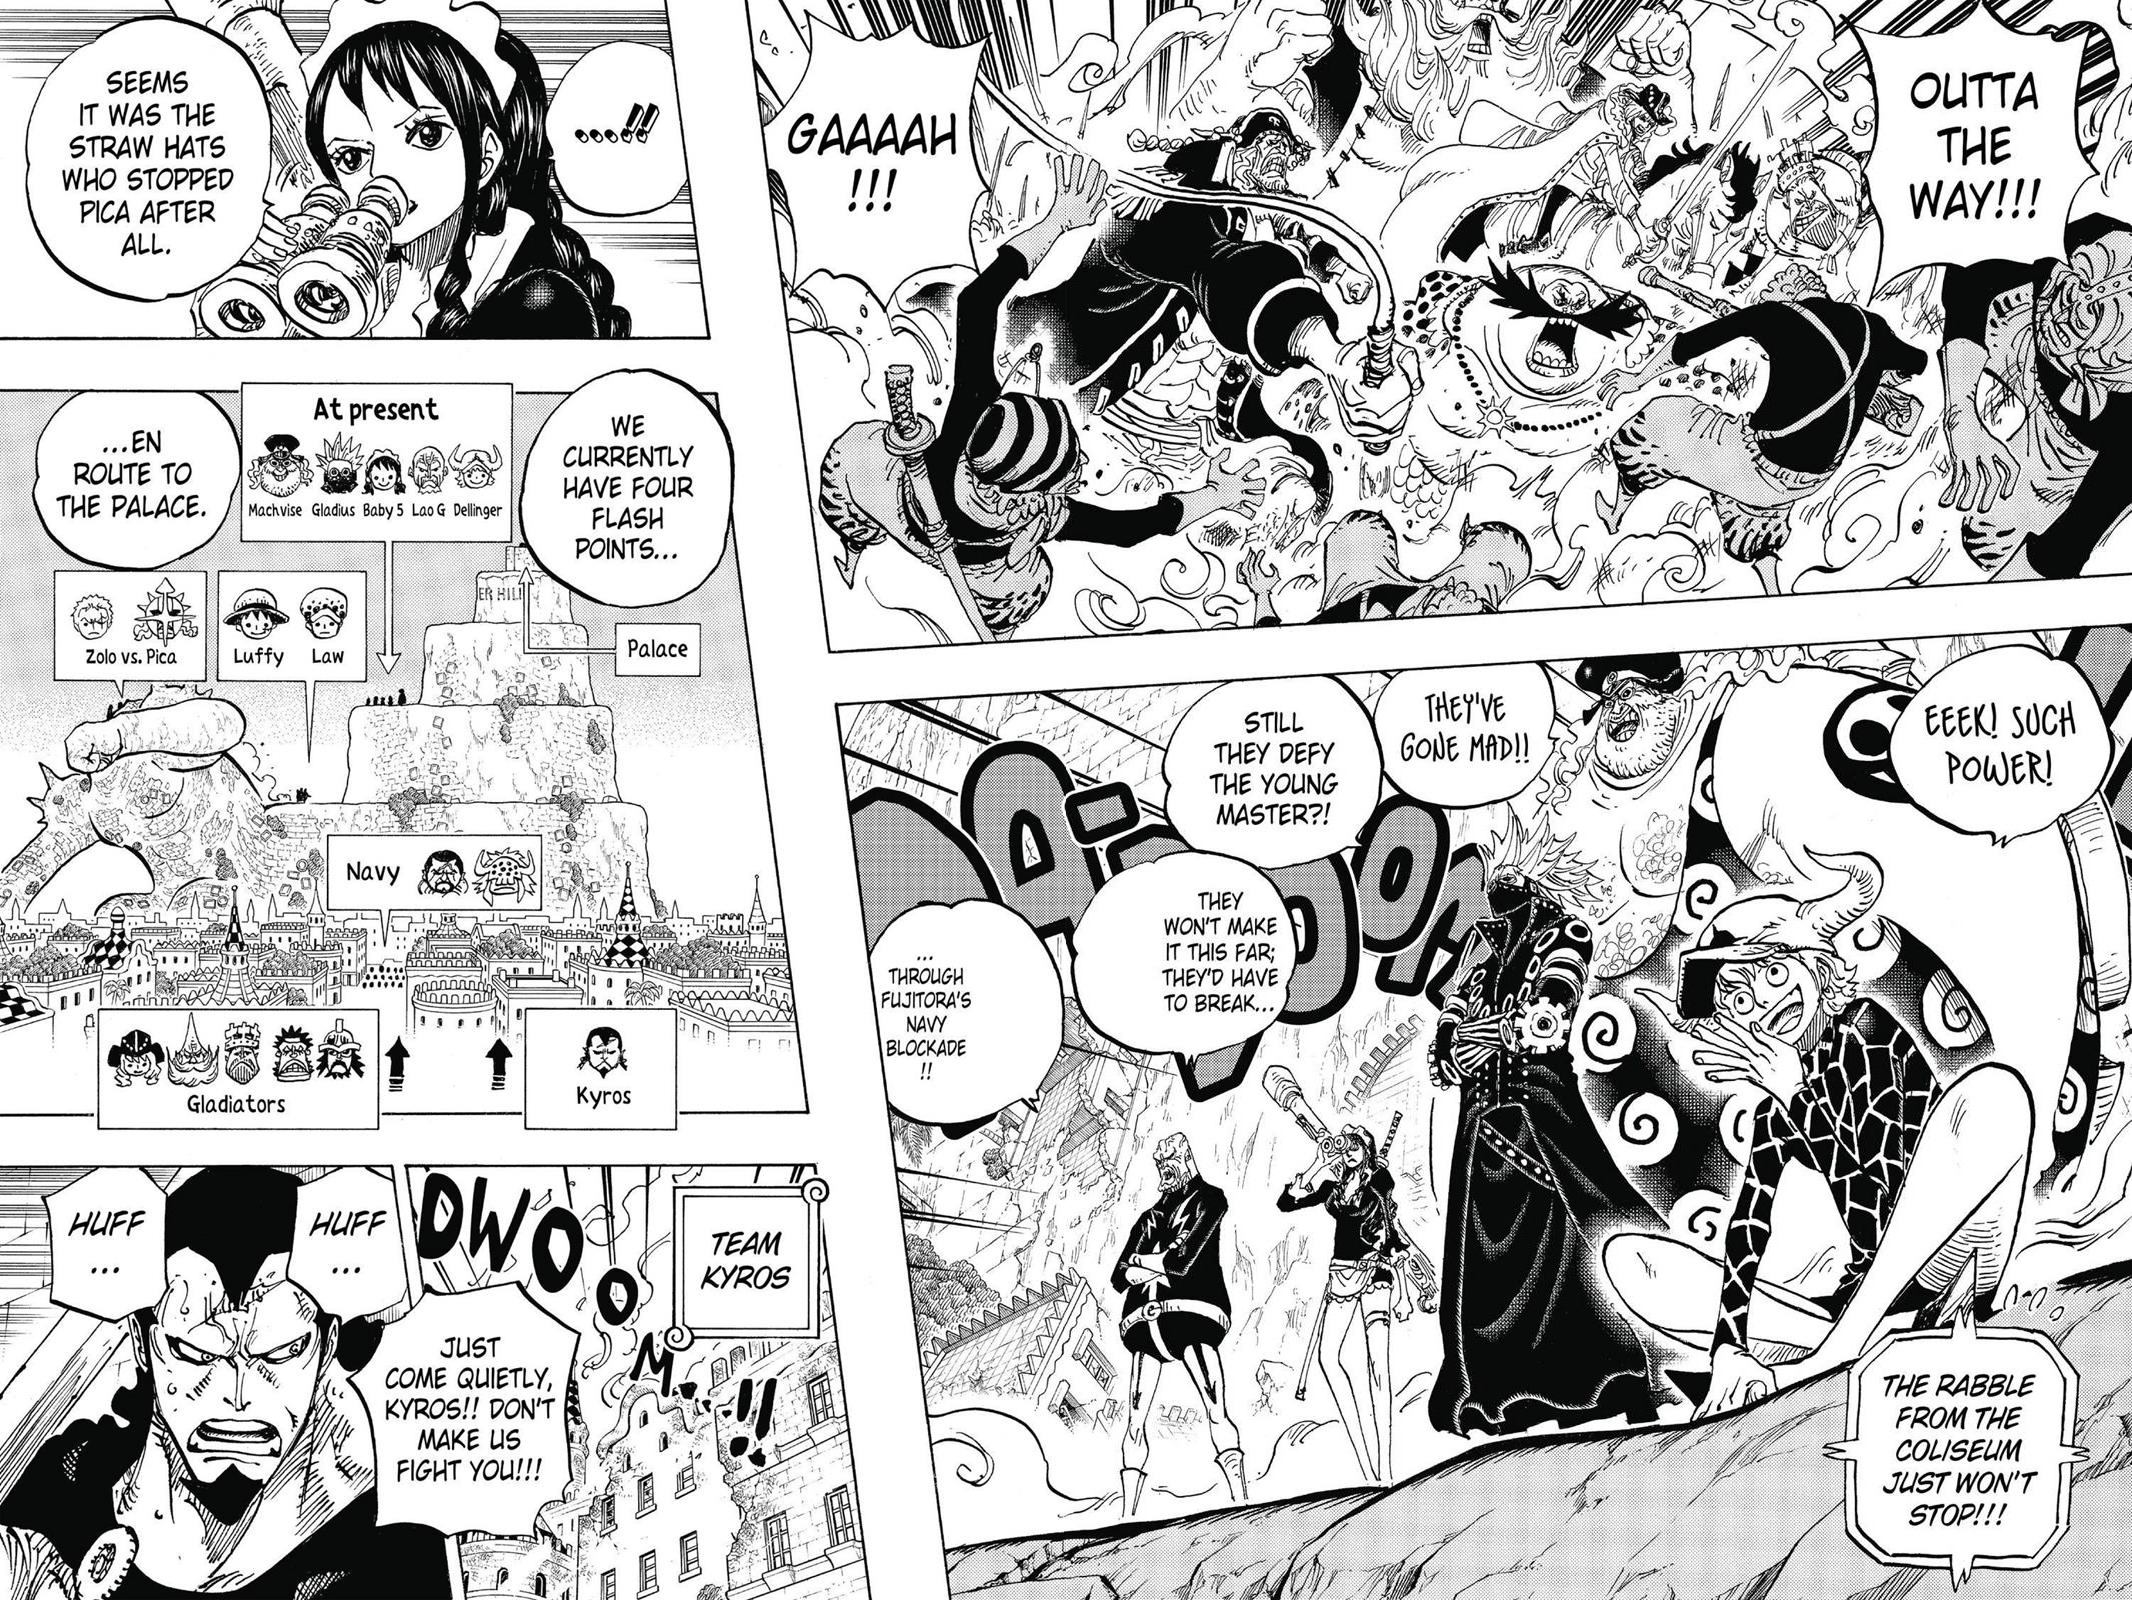 OUTTA
THE
WAY!!!
GAAAAH
!!!
EEEK! SUCH
POWER!
THEY'VE
GONE MAD!!
STILL
THEY DEFY
THE YOUNG
MASTER?!
THEY
WON'T MAKE
IT THIS FAR;
THEY'D HAVE
TO BREAK...
...
THROUGH
FUJITORA'S
NAVY
BLOCKADE
!!
THE RABBLE
FROM THE
COLISEUM
JUST WON'T
STOP!!!
...!!
SEEMS
IT WAS THE
STRAW HATS
WHO STOPPED
PICA AFTER
ALL.
WE
CURRENTLY
HAVE FOUR
FLASH
POINTS...
At present
Machvise Gladius Baby 5 Lao G Dellinger
...EN
ROUTE TO
THE PALACE.
Palace
Luffy Law
Zolo vs. Pica
Navy
Kyros
Gladiators
TEAM
KYROS
DWOOM...!!
JUST
COME QUIETLY,
KYROS!! DON'T
MAKE US
FIGHT YOU!!!
HUFF
...
HUFF
...